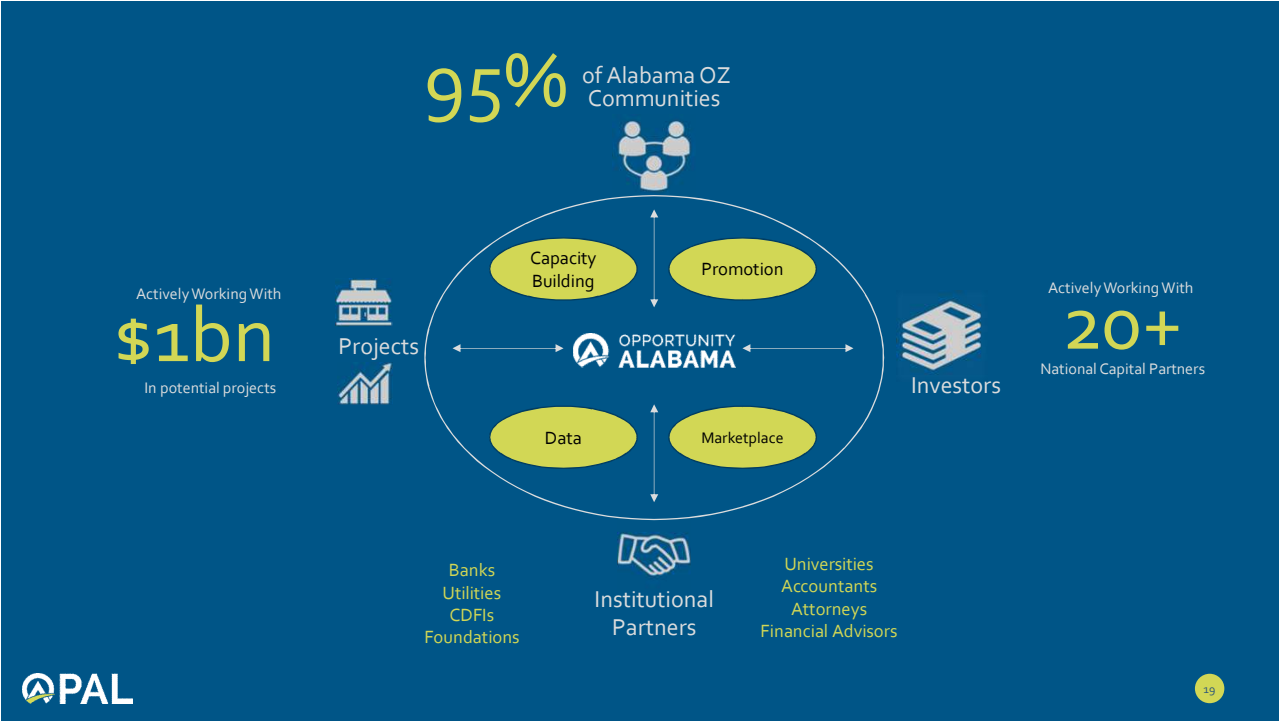 95%
of Alabama OZ
Communities
Capacity
Building
Promotion
Actively Working With
$1bn
In potential projects
Projects
OPPORTUNITY
ALABAMA
Investors
Actively Working With
20+
National Capital Partners
Data
Marketplace
Banks
Utilities
CDFIs
Foundations
Institutional
Partners
Universities
Accountants
Attorneys
Financial Advisors
OPAL
19